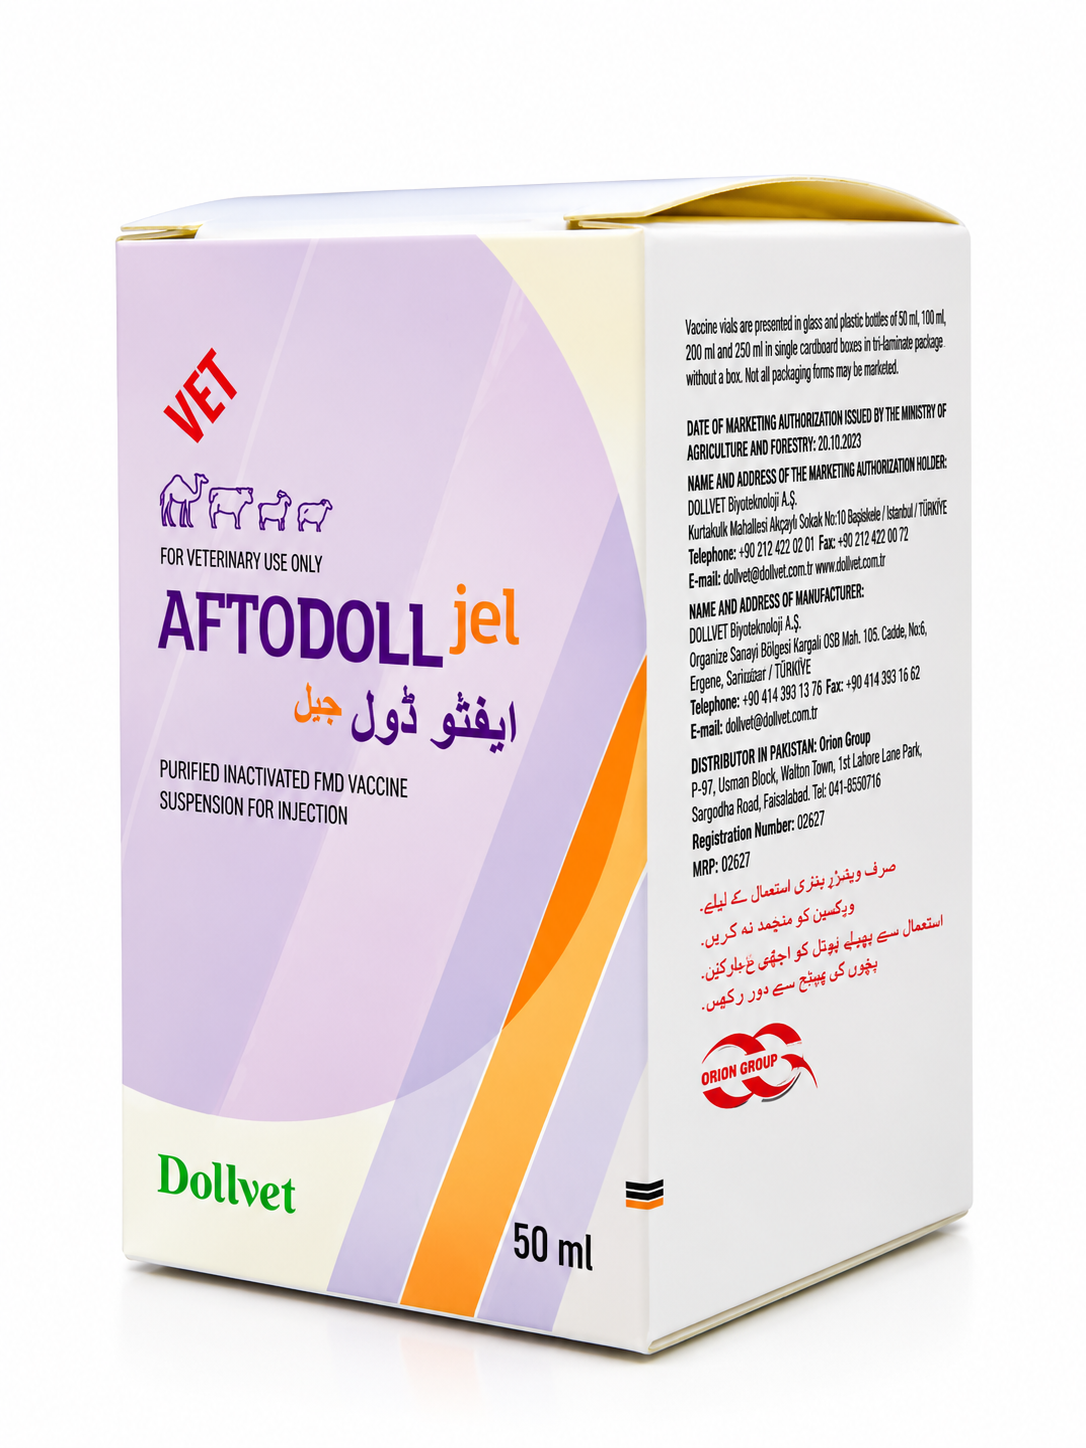 VET
FOR VETERINARY USE ONLY
AFTODOLL jel
ایفٹو ڈول جیل
PURIFIED INACTIVATED FMD VACCINE
SUSPENSION FOR INJECTION
Dollvet
50 ml
Vaccine vials are presented in glass and plastic bottles of 50 ml, 100 ml,
200 ml and 250 ml in single cardboard boxes in tri-laminate package
without a box. Not all packaging forms may be marketed.
DATE OF MARKETING AUTHORIZATION ISSUED BY THE MINISTRY OF
AGRICULTURE AND FORESTRY: 20.10.2023
NAME AND ADDRESS OF THE MARKETING AUTHORIZATION HOLDER:
DOLLVET Biyoteknoloji A.Ş.
Kurtakulk Mahallesi Akçaylı Sokak No:10 Başiskele / Istanbul / TÜRKİYE
Telephone: +90 212 422 02 01 Fax: +90 212 422 00 72
E-mail: dollvet@dollvet.com.tr www.dollvet.com.tr
NAME AND ADDRESS OF MANUFACTURER:
DOLLVET Biyoteknoloji A.Ş.
Organize Sanayi Bölgesi Kargalı OSB Mah. 105. Cadde, No:6,
Ergene, / TÜRKİYE
Telephone: +90 414 393 13 76 Fax: +90 414 393 16 62
E-mail: dollvet@dollvet.com.tr
DISTRIBUTOR IN PAKISTAN: Orion Group
P-97, Usman Block, Walton Town, 1st Lahore Lane Park,
Sargodha Road, Faisalabad. Tel: 041-8550716
Registration Number: 02627
MRP: 02627
صرف استعمال کے لیلے۔
ویکسین کو منجمد نہ کریں۔
استعمال سے کو اچھی
کی سے دور رکھیں۔
ORION GROUP